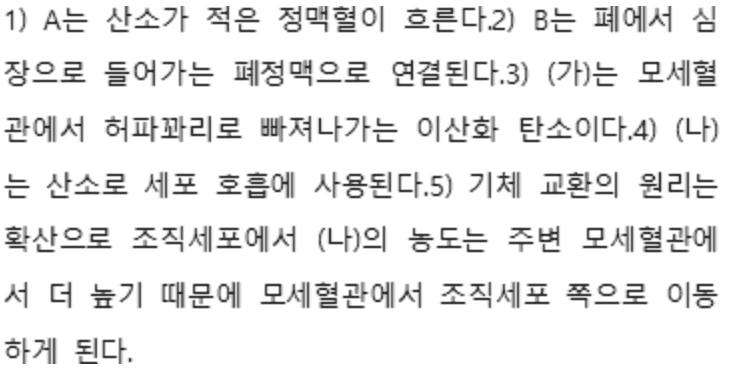 1) A는 산소가 적은 정맥혈이 흐른다.2) B는 폐에서 심
장으로 들어가는 폐정맥으로 연결된다.3) (가)는 모세혈
관에서 허파꽈리로 빠져나가는 이산화 탄소이다.4) (나)
는 산소로 세포 호흡에 사용된다.5) 기체 교환의 원리는
확산으로 조직세포에서 (나)의 농도는 주변 모세혈관에
서 더 높기 때문에 모세혈관에서 조직세포 쪽으로 이동
하게 된다.